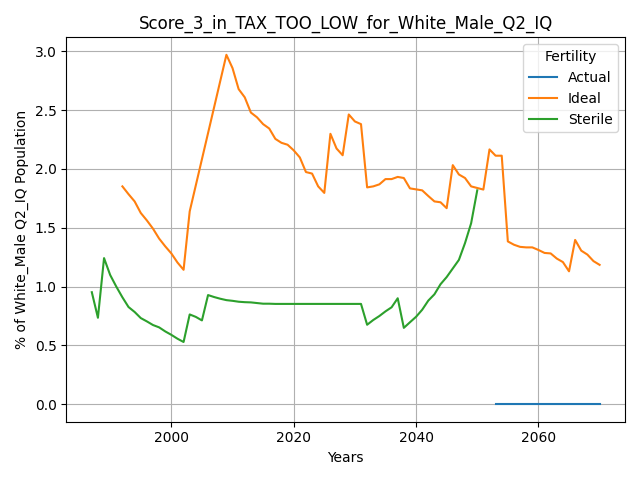 Score_3_in_TAX_TOO_LOW_for_White_Male_Q2_IQ
Fertility
Actual
Ideal
Sterile
% of White_Male Q2_IQ Population
3.0
2.5
2.0
1.5
1.0
0.5
0.0
2000
2020
2040
2060
Years